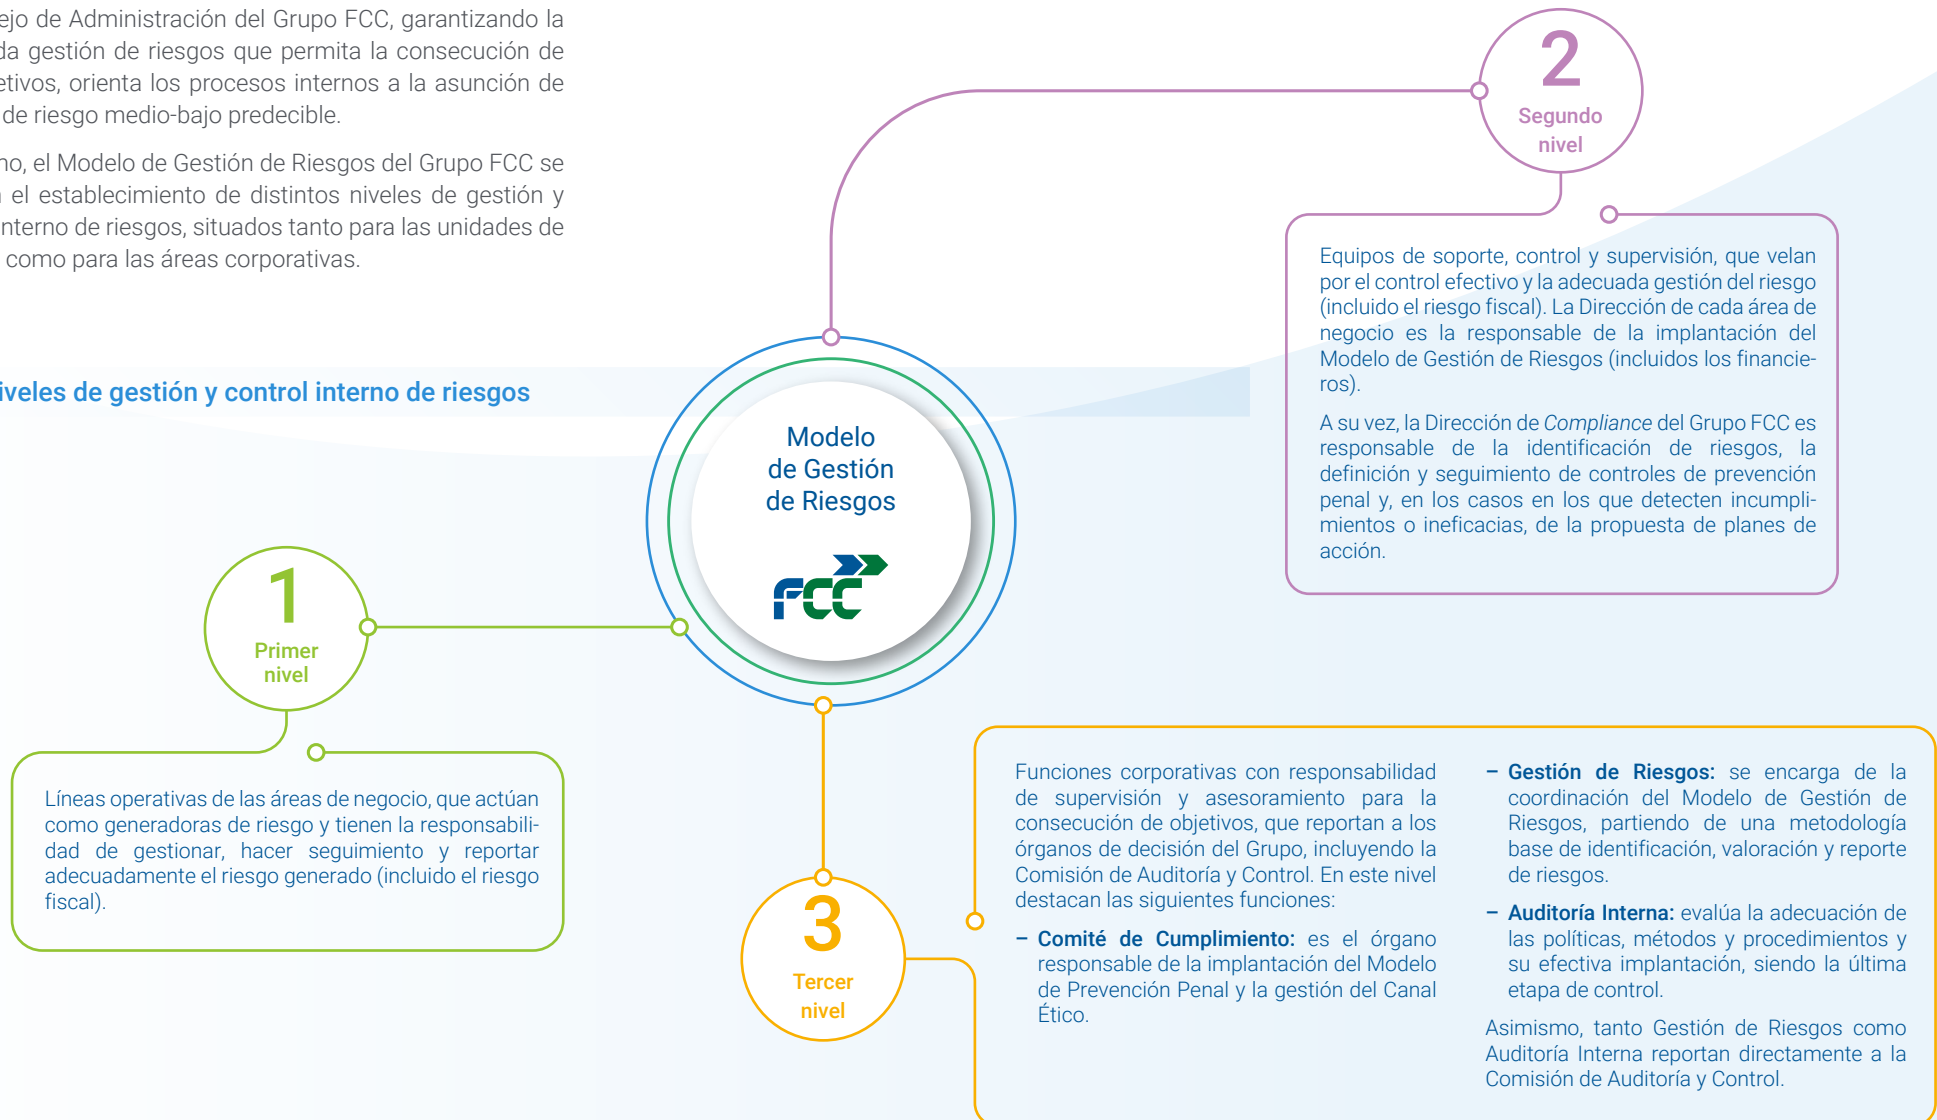 ejo de Administración del Grupo FCC, garantizando la
da gestión de riesgos que permita la consecución de
etivos, orienta los procesos internos a la asunción de
de riesgo medio-bajo predecible.
no, el Modelo de Gestión de Riesgos del Grupo FCC se
el establecimiento de distintos niveles de gestión y
interno de riesgos, situados tanto para las unidades de
como para las áreas corporativas.
iveles de gestión y control interno de riesgos
Modelo
de Gestión
de Riesgos
FCC
1
Primer
nivel
Líneas operativas de las áreas de negocio, que actúan
como generadoras de riesgo y tienen la responsabili-
dad de gestionar, hacer seguimiento y reportar
adecuadamente el riesgo generado (incluido el riesgo
fiscal).
2
Segundo
nivel
Equipos de soporte, control y supervisión, que velan
por el control efectivo y la adecuada gestión del riesgo
(incluido el riesgo fiscal). La Dirección de cada área de
negocio es la responsable de la implantación del
Modelo de Gestión de Riesgos (incluidos los financie-
ros).
A su vez, la Dirección de Compliance del Grupo FCC es
responsable de la identificación de riesgos, la
definición y seguimiento de controles de prevención
penal y, en los casos en los que detecten incumpli-
mientos o ineficacias, de la propuesta de planes de
acción.
3
Tercer
nivel
Funciones corporativas con responsabilidad
de supervisión y asesoramiento para la
consecución de objetivos, que reportan a los
órganos de decisión del Grupo, incluyendo la
Comisión de Auditoría y Control. En este nivel
destacan las siguientes funciones:
– Comité de Cumplimiento: es el órgano
responsable de la implantación del Modelo
de Prevención Penal y la gestión del Canal
Ético.
– Gestión de Riesgos: se encarga de la
coordinación del Modelo de Gestión de
Riesgos, partiendo de una metodología
base de identificación, valoración y reporte
de riesgos.
– Auditoría Interna: evalúa la adecuación de
las políticas, métodos y procedimientos y
su efectiva implantación, siendo la última
etapa de control.
Asimismo, tanto Gestión de Riesgos como
Auditoría Interna reportan directamente a la
Comisión de Auditoría y Control.